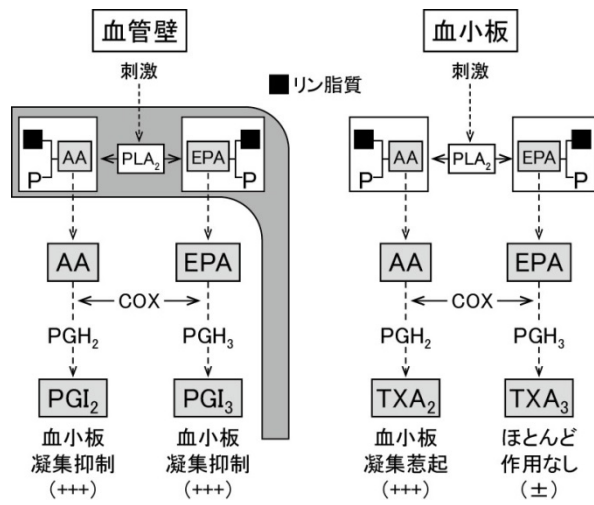 血管壁
刺激
リン脂質
AA
P
PLA₂
EPA
P
AA
EPA
COX
PGH₂
PGH₃
PGI₂
PGI₃
血小板
凝集抑制
(+++)
血小板
凝集抑制
(+++)
血小板
刺激
AA
P
PLA₂
EPA
P
AA
EPA
COX
PGH₂
PGH₃
TXA₂
TXA₃
血小板
凝集惹起
(+++)
ほとんど
作用なし
(±)